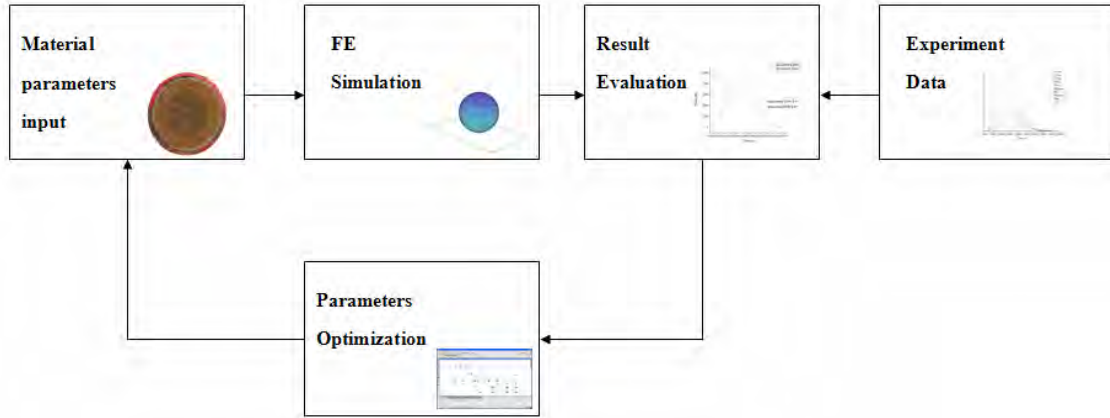 Material
parameters
input
FE
Simulation
Result
Evaluation
Experiment
Data
Parameters
Optimization